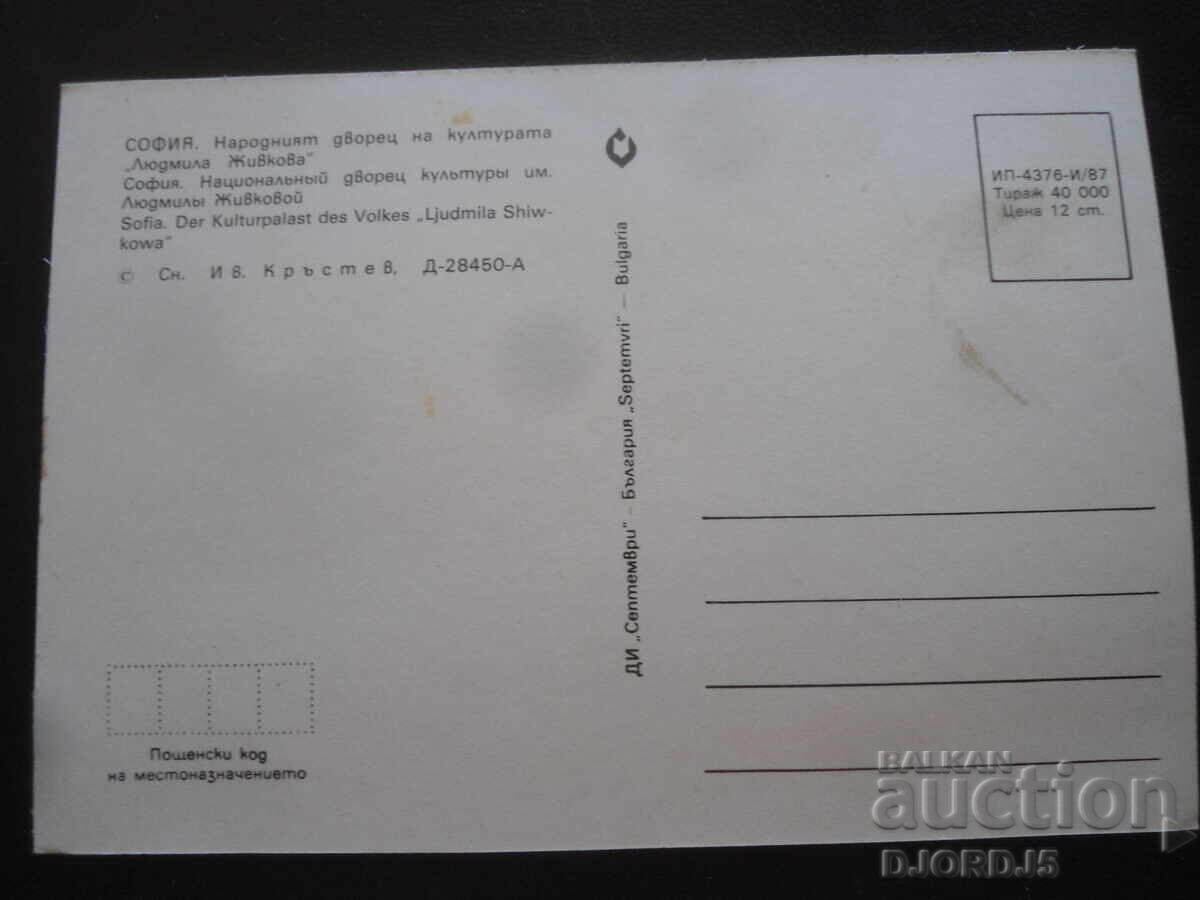 СОФИЯ. Народният дворец на културата
„Людмила Живкова"
София. Национальный дворец культуры им.
Людмилы Живковой
Sofia. Der Kulturpalast des Volkes „Ljudmila Shiw-
kowa"
© Сн. Ив. Кръстев, Д-28450-А
ДИ „Септември" – България „Septemvri" – Bulgaria
ИП-4376-И/87
Тираж 40 000
Цена 12 ст.
Пощенски код
на местоназначението
BALKAN
auction
DJORDJ5